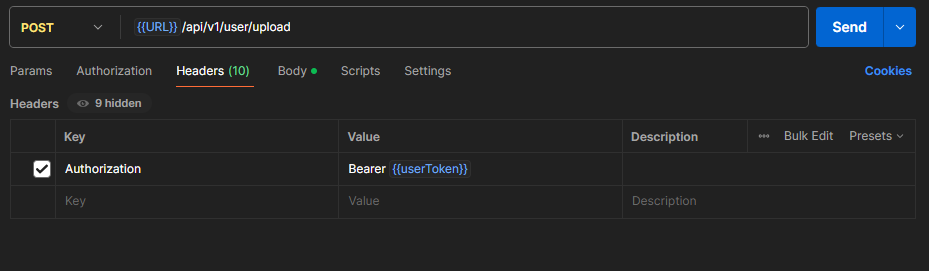 POST {{URL}} /api/v1/user/upload Send
Params Authorization Headers (10) Body Scripts Settings Cookies
Headers 9 hidden
Key Value Description Bulk Edit Presets
Authorization Bearer {{userToken}}
Key Value Description